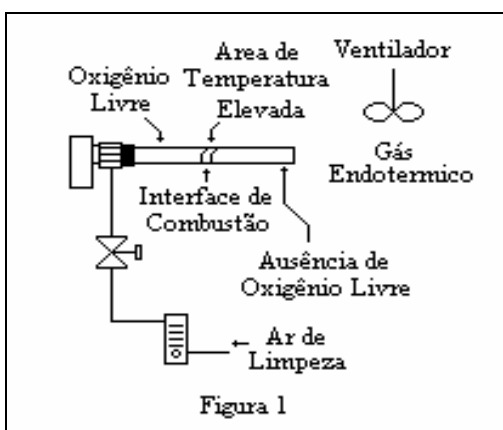 Oxigênio
Livre
Area de
Temperatura
Elevada
Ventilador
Gás
Endotermico
Interface de
Combustão
Ausência de
Oxigênio Livre
Ar de
Limpeza
Figura 1